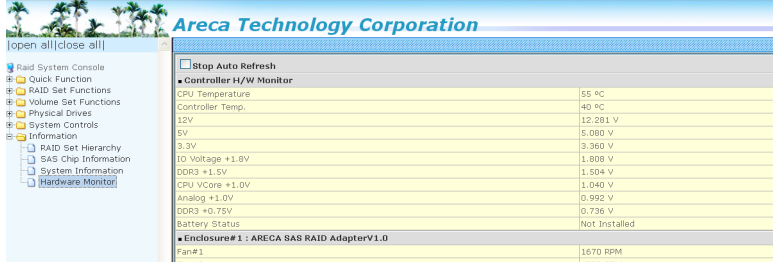 Areca Technology Corporation
|open all|close all|
Raid System Console
Quick Function
RAID Set Functions
Volume Set Functions
Physical Drives
System Controls
Information
RAID Set Hierarchy
SAS Chip Information
System Information
Hardware Monitor
Stop Auto Refresh
Controller H/W Monitor
CPU Temperature 55 ºC
Controller Temp. 40 ºC
12V 12.281 V
5V 5.080 V
3.3V 3.360 V
IO Voltage +1.8V 1.808 V
DDR3 +1.5V 1.504 V
CPU VCore +1.0V 1.040 V
Analog +1.0V 0.992 V
DDR3 +0.75V 0.736 V
Battery Status Not Installed
Enclosure#1 : ARECA SAS RAID AdapterV1.0
Fan#1 1670 RPM